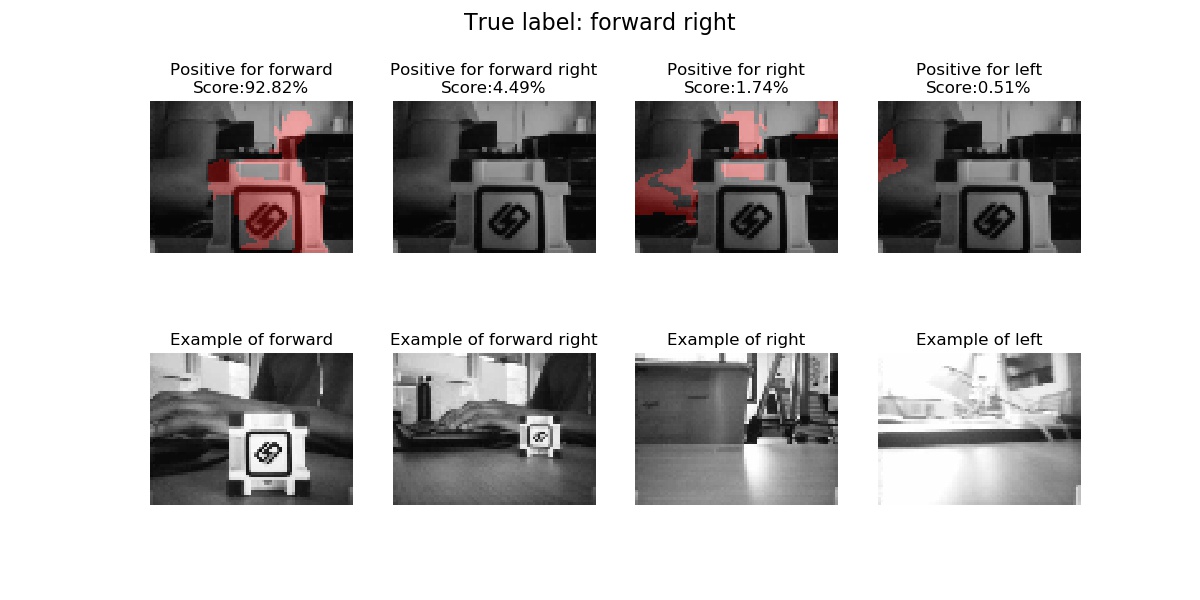 True label: forward right
Positive for forward
Score:92.82%
Positive for forward right
Score:4.49%
Positive for right
Score:1.74%
Positive for left
Score:0.51%
Example of forward
Example of forward right
Example of right
Example of left